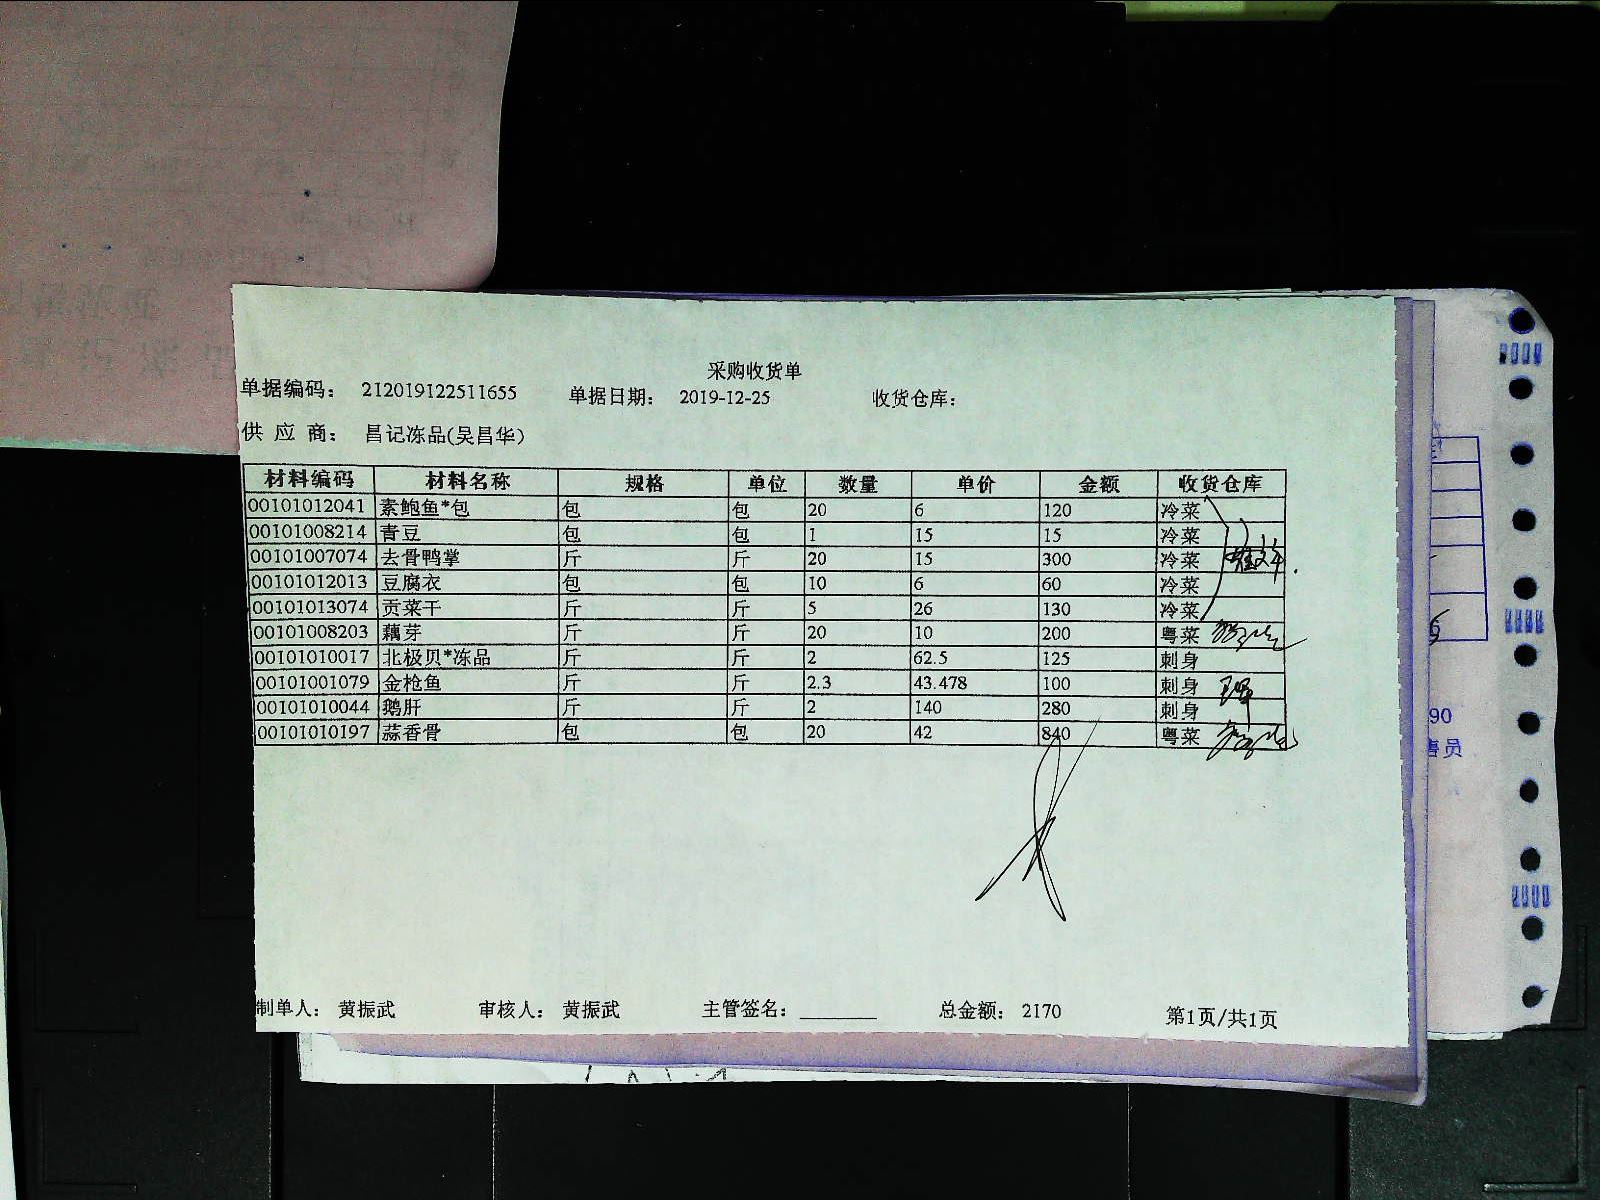 采购收货单
单据编码： 212019122511655 单据日期： 2019-12-25 收货仓库：
供 应 商： 昌记冻品(吴昌华)
材料编码 材料名称 规格 单位 数量 单价 金额 收货仓库
00101012041 素鲍鱼*包 包 包 20 6 120 冷菜
00101008214 青豆 包 包 1 15 15 冷菜
00101007074 去骨鸭掌 斤 斤 20 15 300 冷菜
00101012013 豆腐衣 包 包 10 6 60 冷菜
00101013074 贡菜干 斤 斤 5 26 130 冷菜
00101008203 藕芽 斤 斤 20 10 200 粤菜
00101010017 北极贝*冻品 斤 斤 2 62.5 125 刺身
00101001079 金枪鱼 斤 斤 2.3 43.478 100 刺身
00101010044 鹅肝 斤 斤 2 140 280 刺身
00101010197 蒜香骨 包 包 20 42 840 粤菜
制单人： 黄振武 审核人： 黄振武 主管签名： 总金额： 2170 第1页/共1页
90
售员